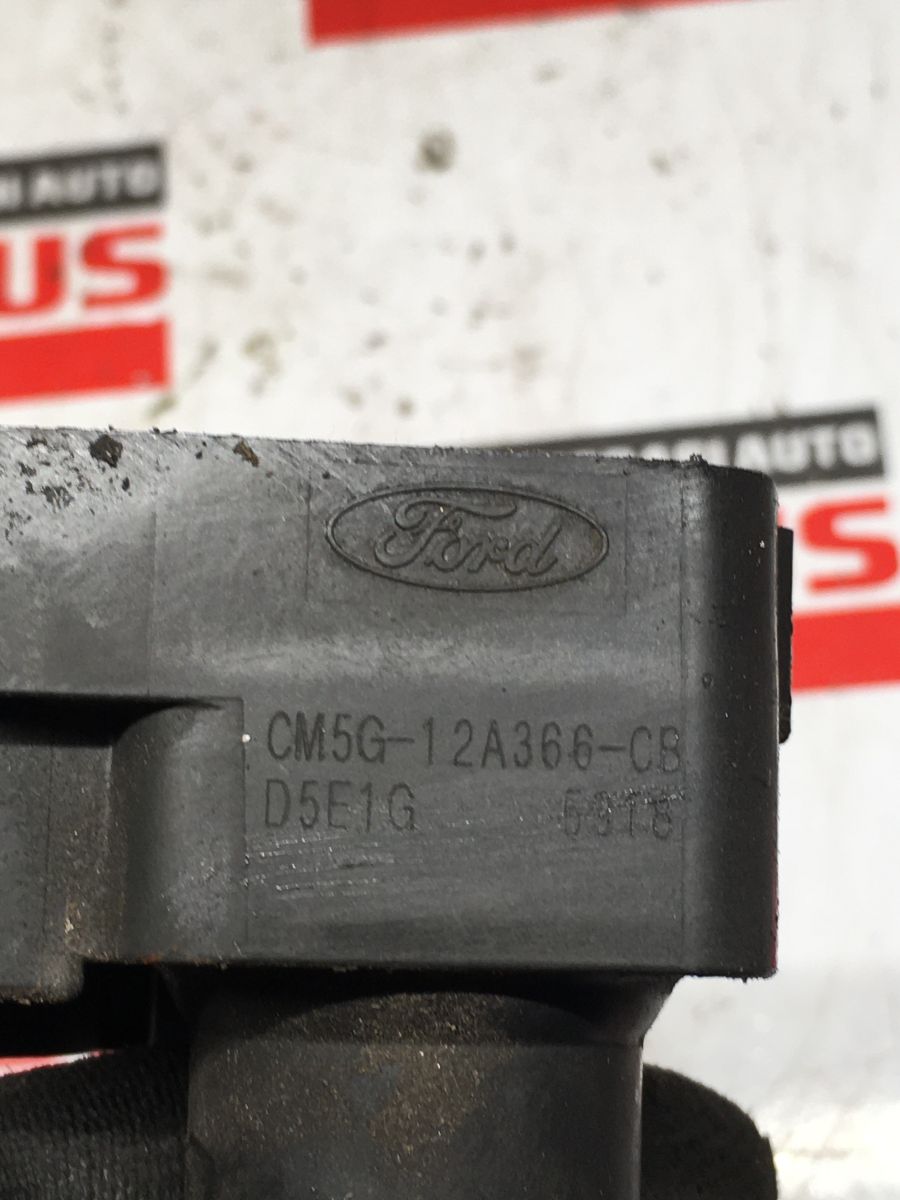 AUTO
US
AUTO
S
Ford
CM5G-12A366-CB
D5E1G